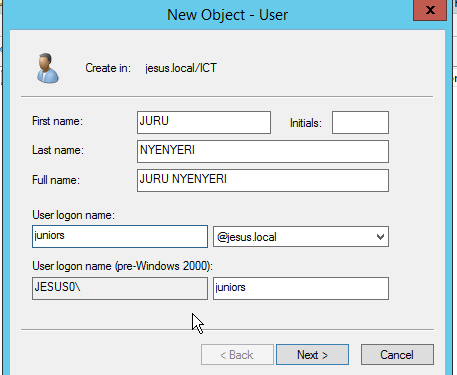 New Object - User
x
Create in: jesus.local/ICT
First name: JURU Initials:
Last name: NYENYERI
Full name: JURU NYENYERI
User logon name:
juniors @jesus.local
User logon name (pre-Windows 2000):
JESUS0\ juniors
< Back Next > Cancel